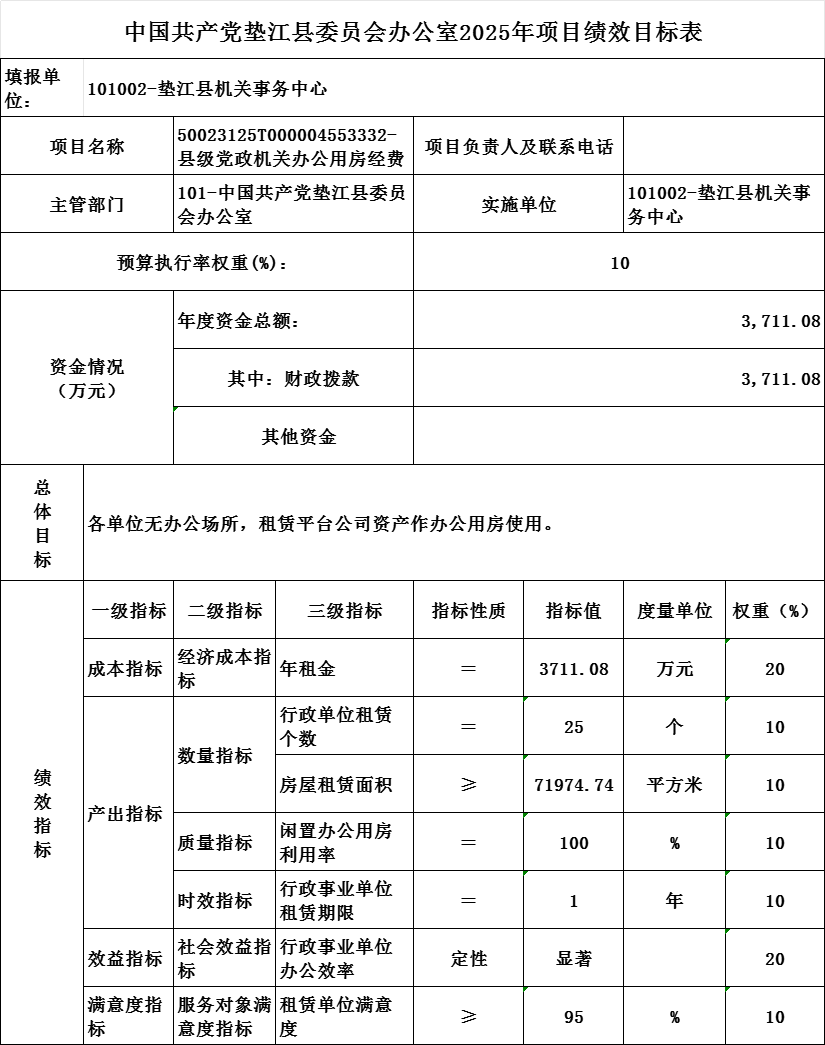 中国共产党垫江县委员会办公室2025年项目绩效目标表
填报单
位：
101002-垫江县机关事务中心
项目名称
50023125T000004553332-
县级党政机关办公用房经费
项目负责人及联系电话
主管部门
101-中国共产党垫江县委员
会办公室
实施单位
101002-垫江县机关事
务中心
预算执行率权重(%)：
10
资金情况
（万元）
年度资金总额：
3,711.08
其中：财政拨款
3,711.08
其他资金
总
体
目
标
各单位无办公场所，租赁平台公司资产作办公用房使用。
绩
效
指
标
一级指标
二级指标
三级指标
指标性质
指标值
度量单位
权重（%）
成本指标
经济成本指
标
年租金
＝
3711.08
万元
20
产出指标
数量指标
行政单位租赁
个数
＝
25
个
10
房屋租赁面积
≥
71974.74
平方米
10
质量指标
闲置办公用房
利用率
＝
100
%
10
时效指标
行政事业单位
租赁期限
＝
1
年
10
效益指标
社会效益指
标
行政事业单位
办公效率
定性
显著
20
满意度指
标
服务对象满
意度指标
租赁单位满意
度
≥
95
%
10